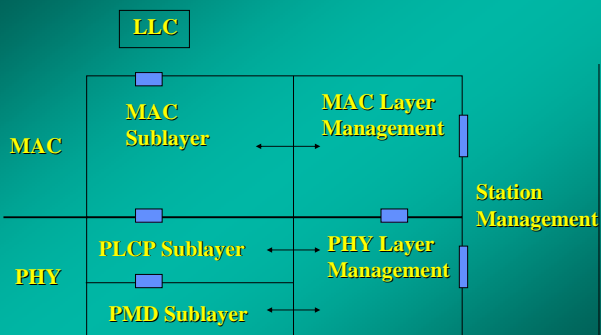 LLC
MAC
MAC
Sublayer
MAC Layer
Management
Station
Management
PHY
PLCP Sublayer
PHY Layer
Management
PMD Sublayer